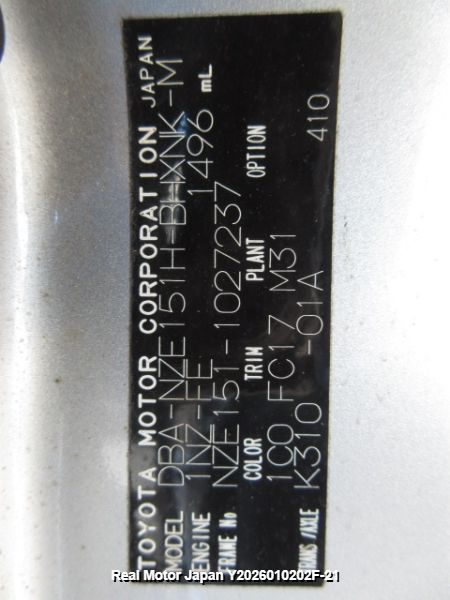 TOYOTA MOTOR CORPORATION JAPAN
MODEL DBA-NZE151H-BHXNK-M
ENGINE 1NZ-FE 1496 mL
FRAME No NZE151-1027237
COLOR TRIM PLANT OPTION
1C0 FC17 M31
TRANS/AXLE K310 -01A 410
Real Motor Japan Y2026010202F-21